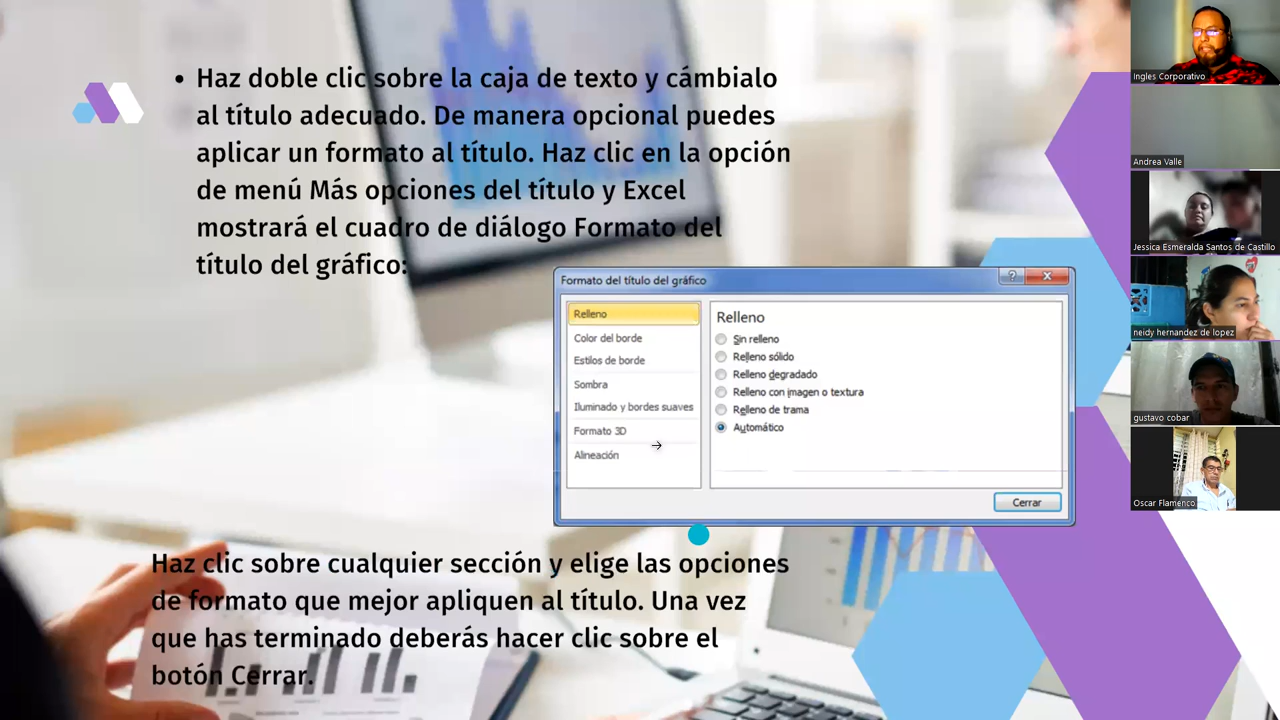 • Haz doble clic sobre la caja de texto y cámbialo
al título adecuado. De manera opcional puedes
aplicar un formato al título. Haz clic en la opción
de menú Más opciones del título y Excel
mostrará el cuadro de diálogo Formato del
título del gráfico:
Formato del título del gráfico
Relleno
Color del borde
Estilos de borde
Sombra
Iluminado y bordes suaves
Formato 3D
Alineación
Relleno
Sin relleno
Relleno sólido
Relleno degradado
Relleno con imagen o textura
Relleno de trama
Automático
Cerrar
Haz clic sobre cualquier sección y elige las opciones
de formato que mejor apliquen al título. Una vez
que has terminado deberás hacer clic sobre el
botón Cerrar.
Ingles Corporativo
Andrea Valle
Jessica Esmeralda Santos de Castillo
neidy hernandez de lopez
gustavo cobar
Oscar Flamenco